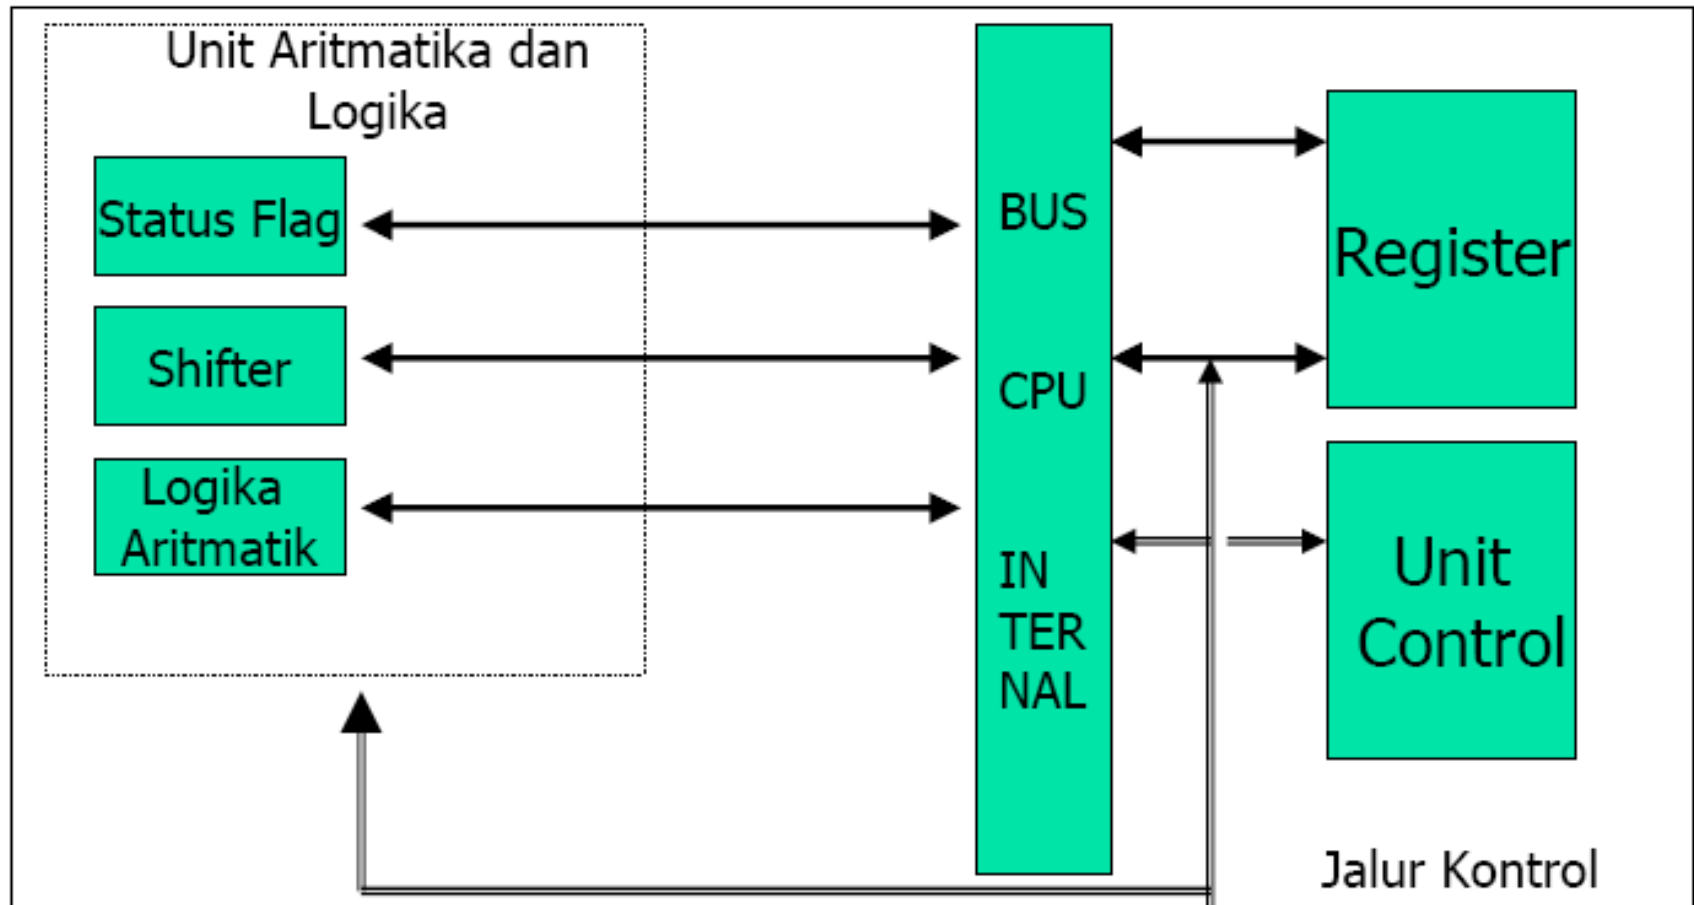 Unit Aritmatika dan
Logika
Status Flag
Shifter
Logika
Aritmatik
BUS
CPU
IN
TER
NAL
Register
Unit
Control
Jalur Kontrol